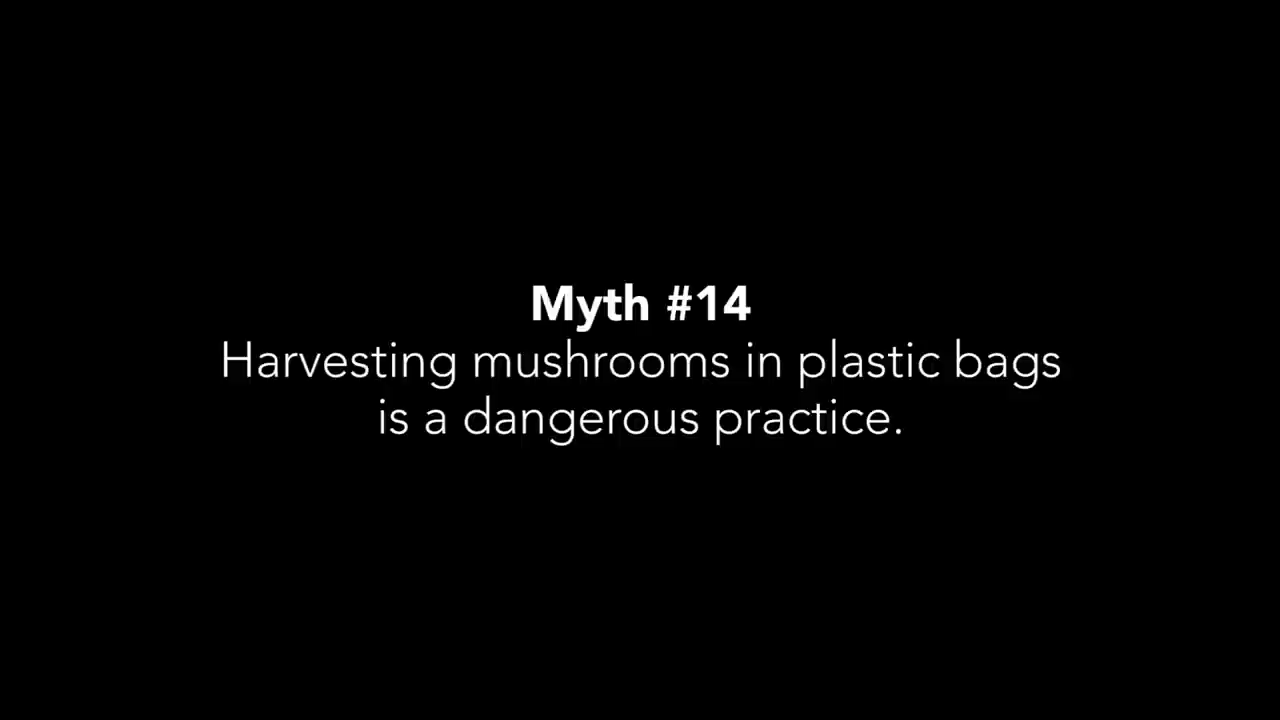 Myth #14
Harvesting mushrooms in plastic bags
is a dangerous practice.